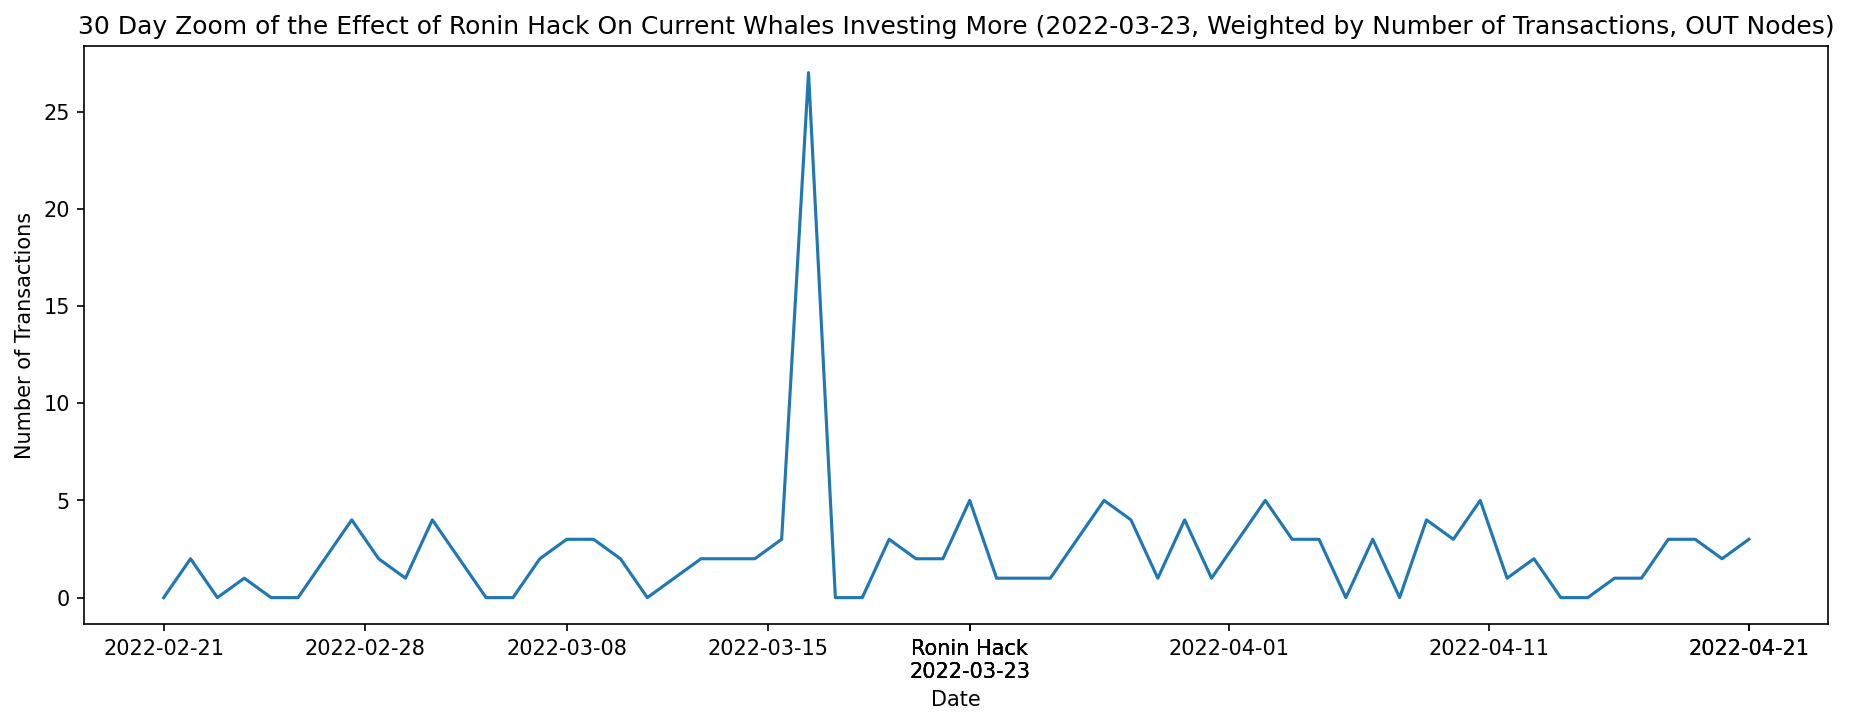 30 Day Zoom of the Effect of Ronin Hack On Current Whales Investing More (2022-03-23, Weighted by Number of Transactions, OUT Nodes)
25
20
15
10
5
0
Number of Transactions
2022-02-21 2022-02-28 2022-03-08 2022-03-15 Ronin Hack 2022-04-01 2022-04-11 2022-04-21
2022-03-23
Date